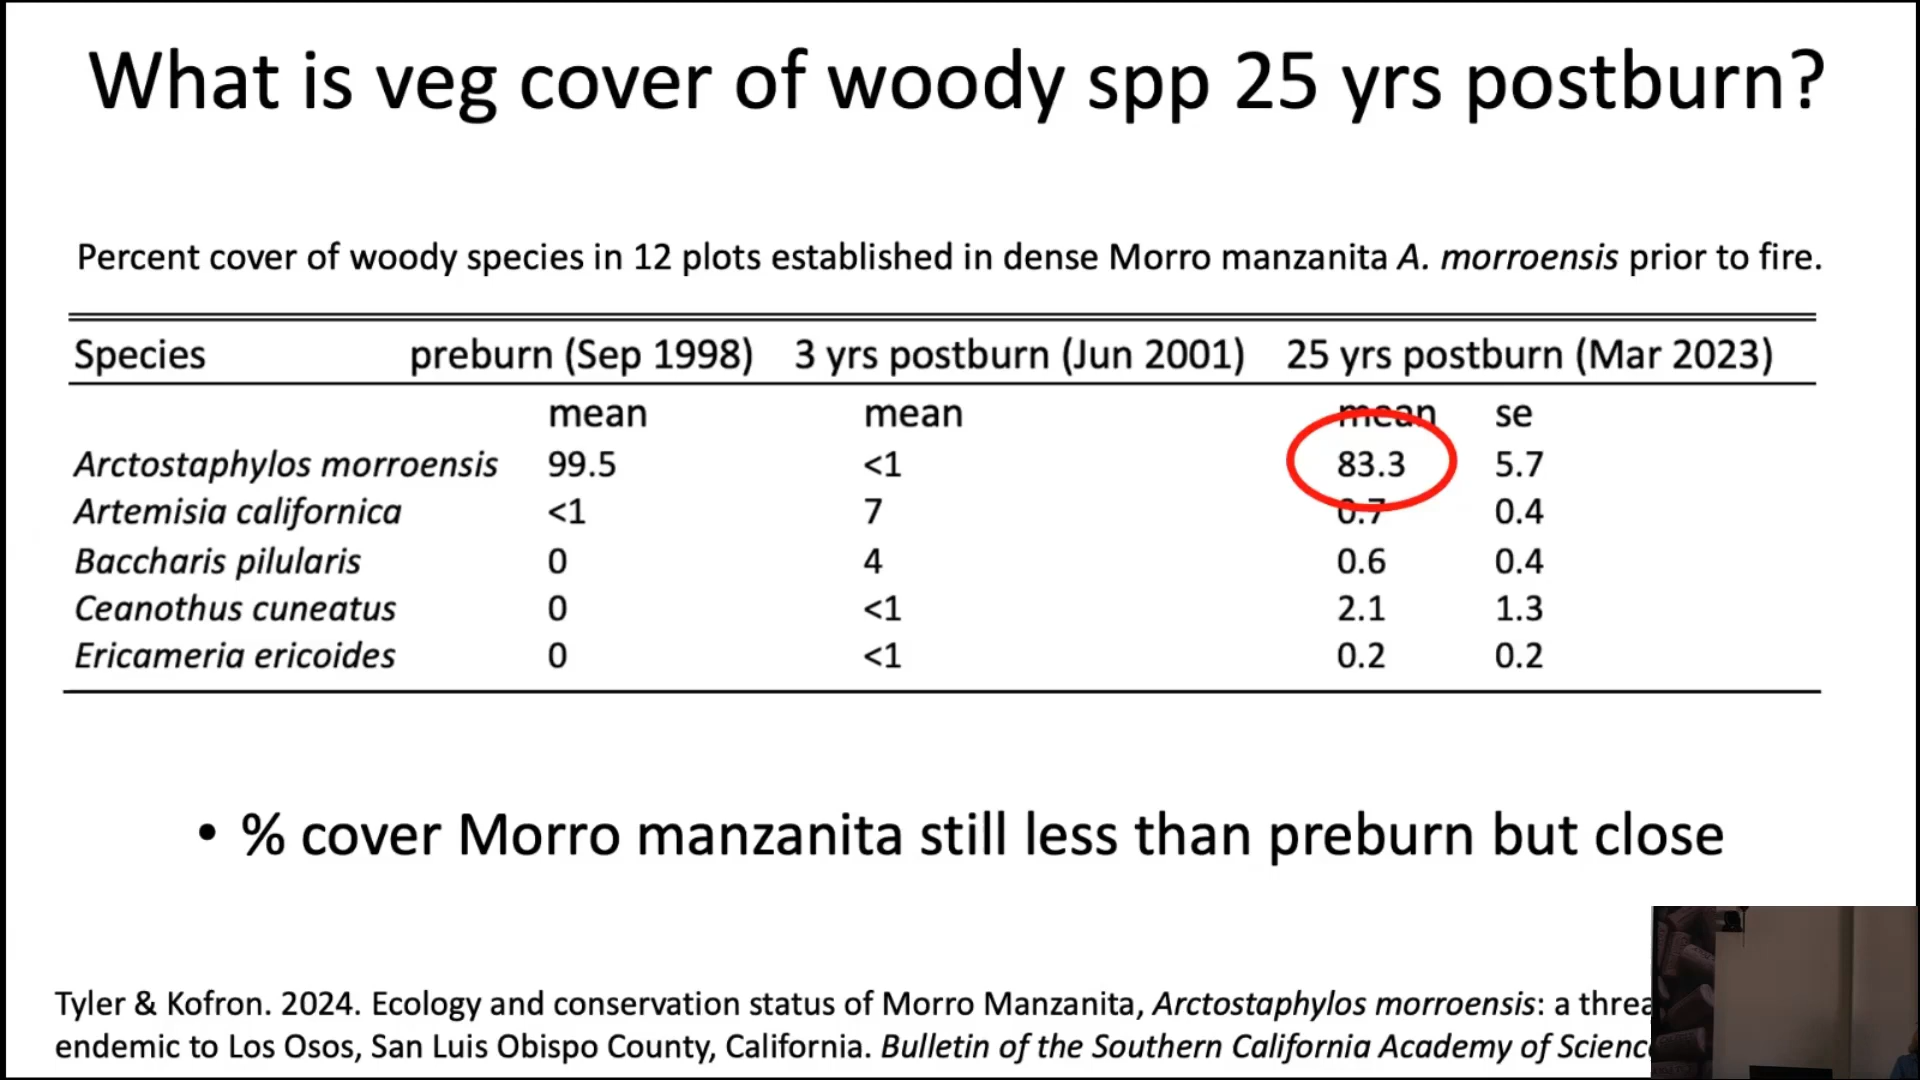 What is veg cover of woody spp 25 yrs postburn?
Percent cover of woody species in 12 plots established in dense Morro manzanita A. morroensis prior to fire.
Species preburn (Sep 1998) 3 yrs postburn (Jun 2001) 25 yrs postburn (Mar 2023)
mean mean mean se
Arctostaphylos morroensis 99.5 <1 83.3 5.7
Artemisia californica <1 7 0.7 0.4
Baccharis pilularis 0 4 0.6 0.4
Ceanothus cuneatus 0 <1 2.1 1.3
Ericameria ericoides 0 <1 0.2 0.2
• % cover Morro manzanita still less than preburn but close
Tyler & Kofron. 2024. Ecology and conservation status of Morro Manzanita, Arctostaphylos morroensis: a
endemic to Los Osos, San Luis Obispo County, California. Bulletin of the Southern California Academy of